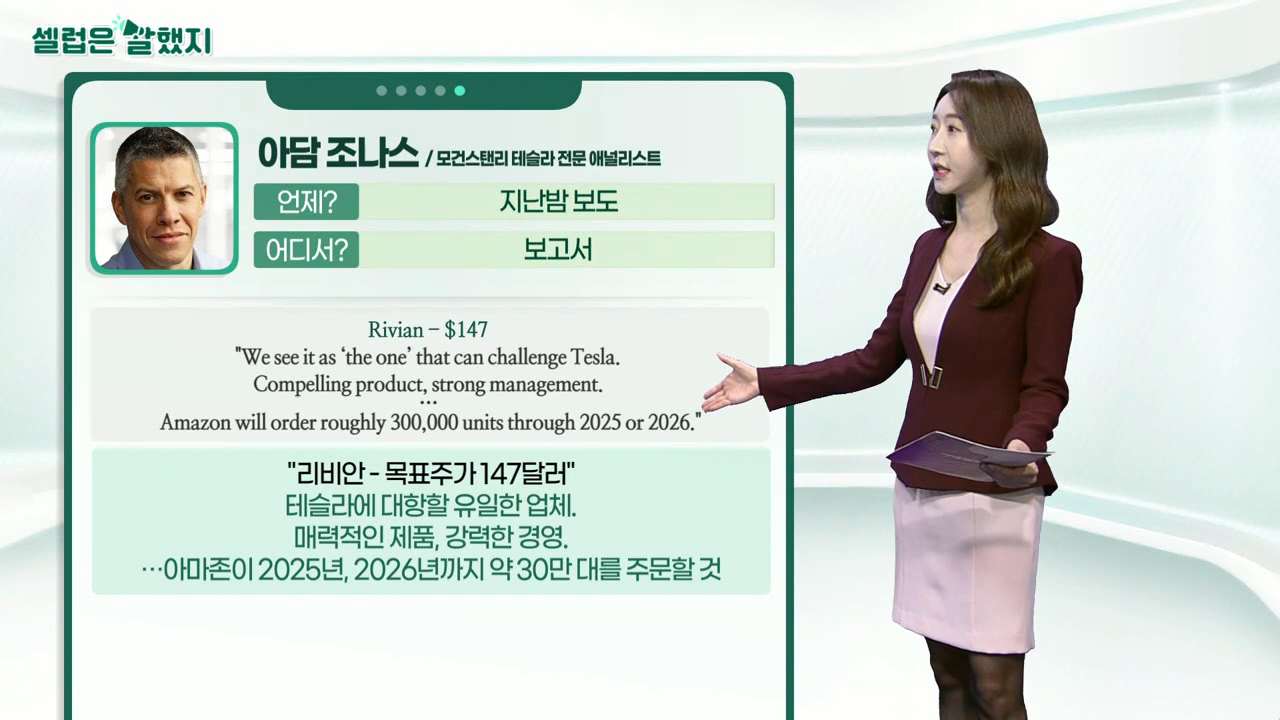 셀럽은 말했지
아담 조나스 / 모건스탠리 테슬라 전문 애널리스트
언제? 지난밤 보도
어디서? 보고서
Rivian – $147
"We see it as ‘the one’ that can challenge Tesla.
Compelling product, strong management.
…
Amazon will order roughly 300,000 units through 2025 or 2026."
"리비안 - 목표주가 147달러"
테슬라에 대항할 유일한 업체.
매력적인 제품, 강력한 경영.
…아마존이 2025년, 2026년까지 약 30만 대를 주문할 것